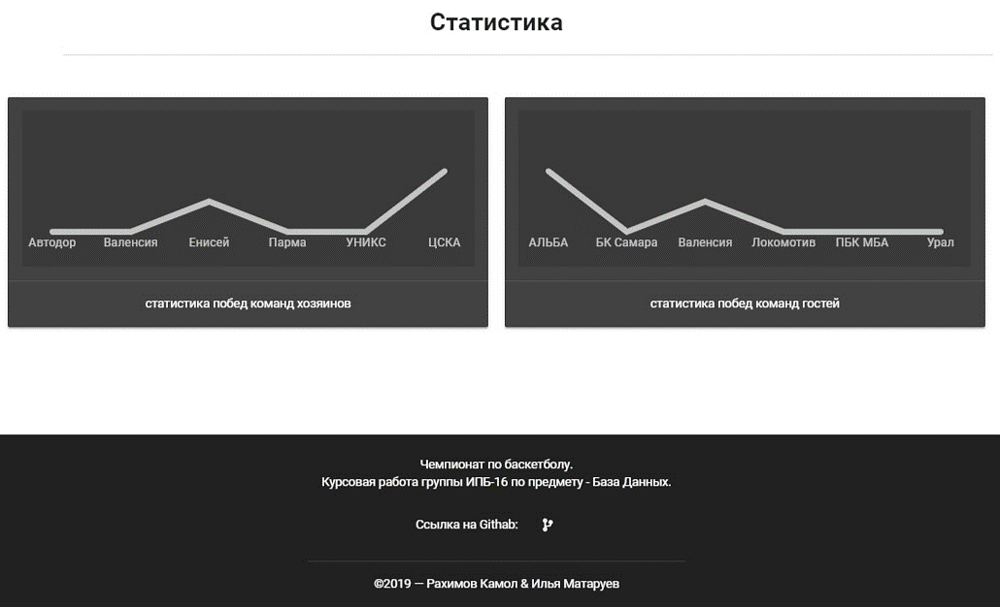 Статистика
Автодор Валенсия Енисей Парма УНИКС ЦСКА
статистика побед команд хозяинов
АЛЬБА БК Самара Валенсия Локомотив ПБК МБА Урал
статистика побед команд гостей
Чемпионат по баскетболу.
Курсовая работа группы ИПБ-16 по предмету - База Данных.
Ссылка на Githab:
©2019 — Рахимов Камол & Илья Матаруев